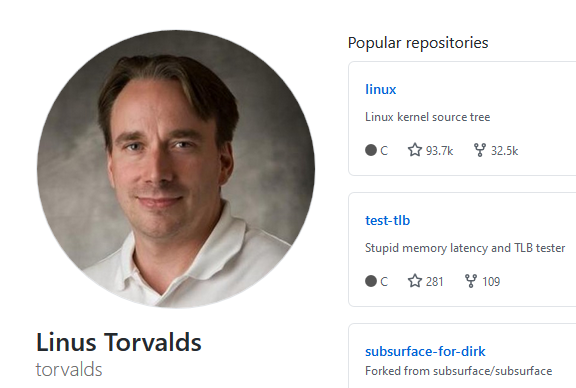 Popular repositories
linux
Linux kernel source tree
C 93.7k 32.5k
test-tlb
Stupid memory latency and TLB tester
C 281 109
subsurface-for-dirk
Forked from subsurface/subsurface
Linus Torvalds
torvalds